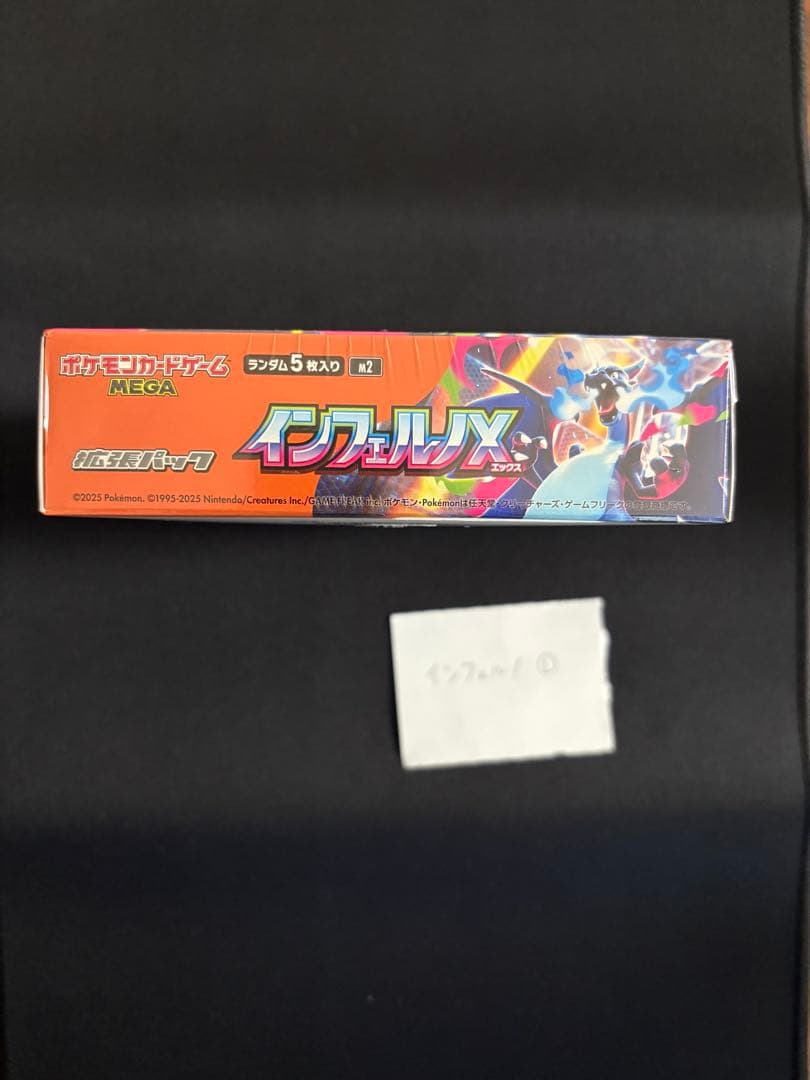 ポケモンカードゲーム
MEGA
ランダム5枚入り
M2
拡張パック
インフェルノX
エックス
©2025 Pokémon. ©1995-2025 Nintendo/Creatures Inc./GAME FREAK inc. ポケモン・Pokémonは任天堂・クリーチャーズ・ゲームフリークの登録商標です。
インフェルノ